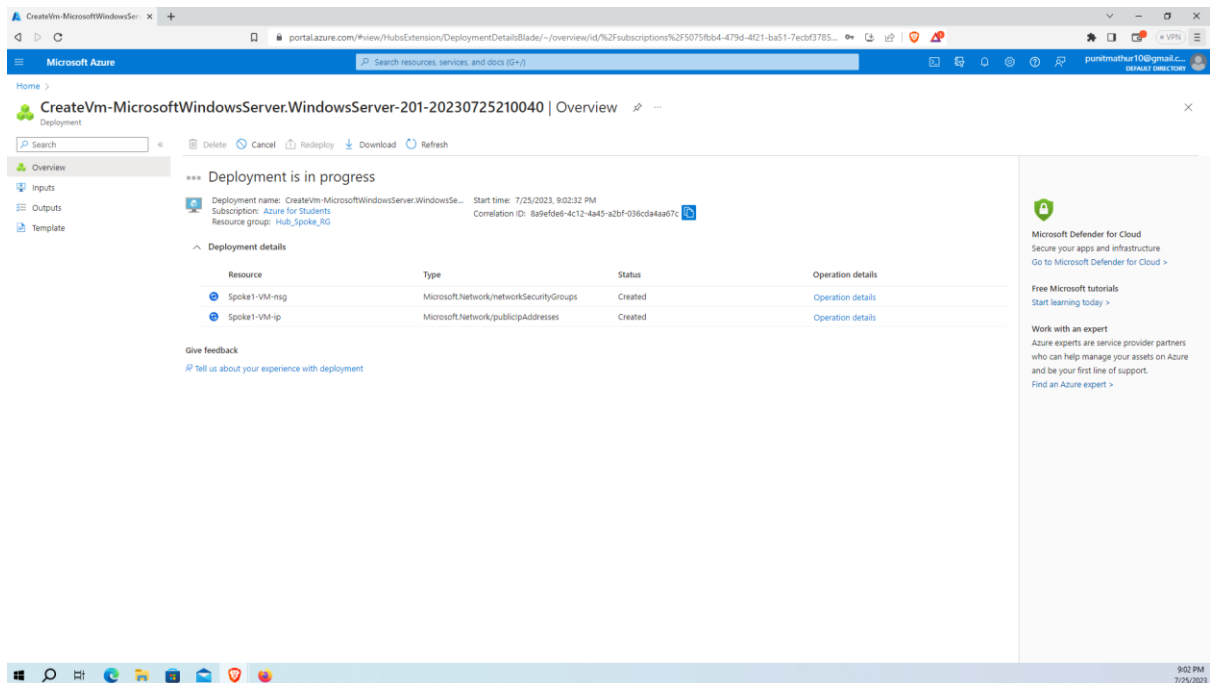 CreateVm-MicrosoftWindowsSer
portal.azure.com/#view/HubsExtension/DeploymentDetailsBlade/~/overview/id/%2Fsubscriptions%2F5075fbb4-479d-4f21-ba51-7ecbf3785...
VPN
Microsoft Azure
Search resources, services, and docs (G+/)
punitmathur10@gmail.c...
DEFAULT DIRECTORY
Home >
CreateVm-MicrosoftWindowsServer.WindowsServer-201-20230725210040 | Overview
Deployment
Search
Delete Cancel Redeploy Download Refresh
Overview
Inputs
Outputs
Template
Deployment is in progress
Deployment name: CreateVm-MicrosoftWindowsServer.WindowsSe... Start time: 7/25/2023, 9:02:32 PM
Subscription: Azure for Students Correlation ID: 8a9efde6-4c12-4a45-a2bf-036cda4aa67c
Resource group: Hub_Spoke_RG
Deployment details
Resource Type Status Operation details
Spoke1-VM-nsg Microsoft.Network/networkSecurityGroups Created Operation details
Spoke1-VM-ip Microsoft.Network/publicIpAddresses Created Operation details
Give feedback
Tell us about your experience with deployment
Microsoft Defender for Cloud
Secure your apps and infrastructure
Go to Microsoft Defender for Cloud >
Free Microsoft tutorials
Start learning today >
Work with an expert
Azure experts are service provider partners
who can help manage your assets on Azure
and be your first line of support.
Find an Azure expert >
9:02 PM
7/25/2023